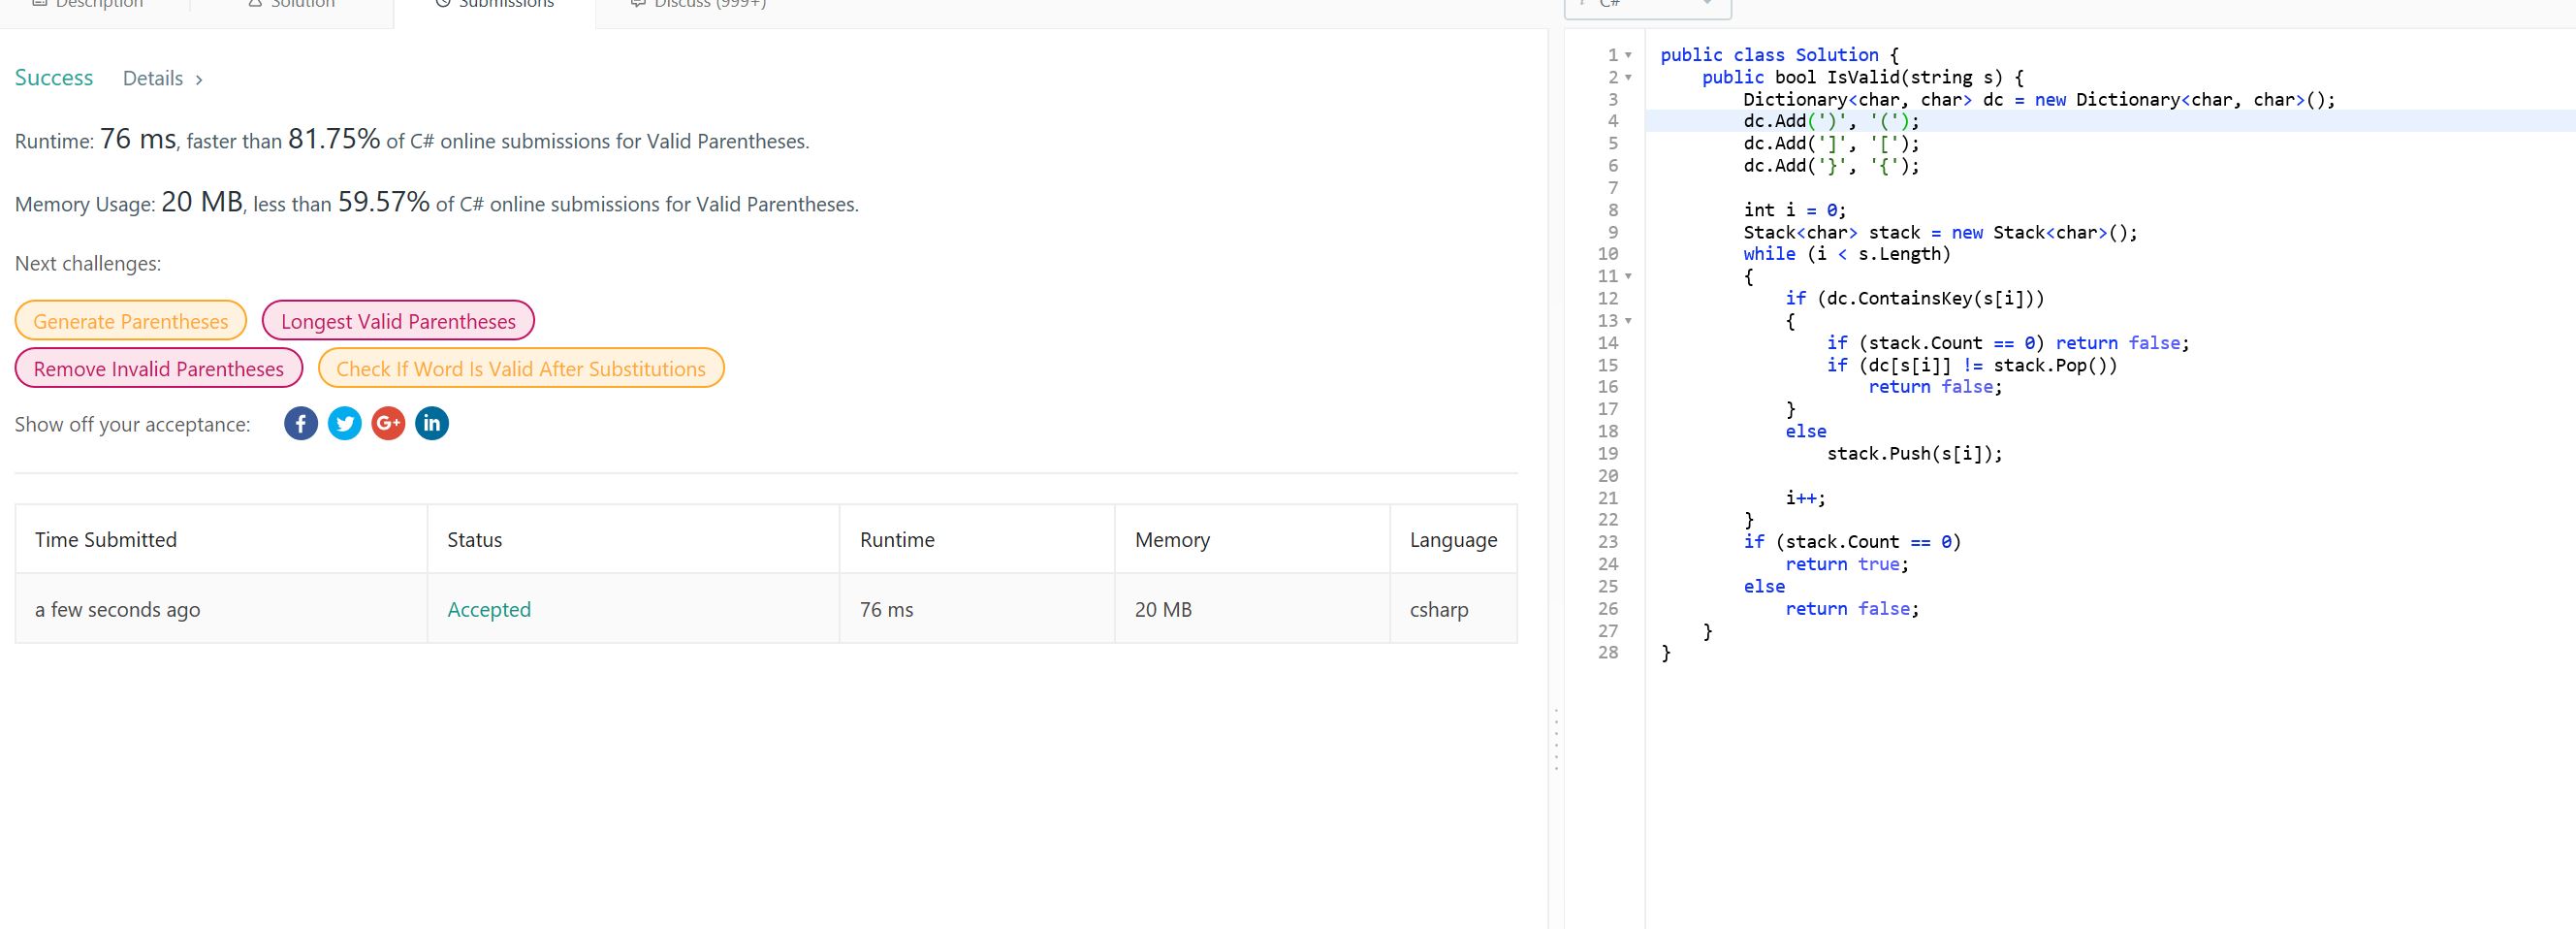 Description
Solution
Submissions
Discuss (999+)
C#
Success Details >
Runtime: 76 ms, faster than 81.75% of C# online submissions for Valid Parentheses.
Memory Usage: 20 MB, less than 59.57% of C# online submissions for Valid Parentheses.
Next challenges:
Generate Parentheses
Longest Valid Parentheses
Remove Invalid Parentheses
Check If Word Is Valid After Substitutions
Show off your acceptance: f G+ in
Time Submitted Status Runtime Memory Language
a few seconds ago Accepted 76 ms 20 MB csharp
1 public class Solution {
2     public bool IsValid(string s) {
3         Dictionary<char, char> dc = new Dictionary<char, char>();
4         dc.Add(')', '(');
5         dc.Add(']', '[');
6         dc.Add('}', '{');
7
8         int i = 0;
9         Stack<char> stack = new Stack<char>();
10         while (i < s.Length)
11         {
12             if (dc.ContainsKey(s[i]))
13             {
14                 if (stack.Count == 0) return false;
15                 if (dc[s[i]] != stack.Pop())
16                     return false;
17             }
18             else
19                 stack.Push(s[i]);
20
21             i++;
22         }
23         if (stack.Count == 0)
24             return true;
25         else
26             return false;
27     }
28 }